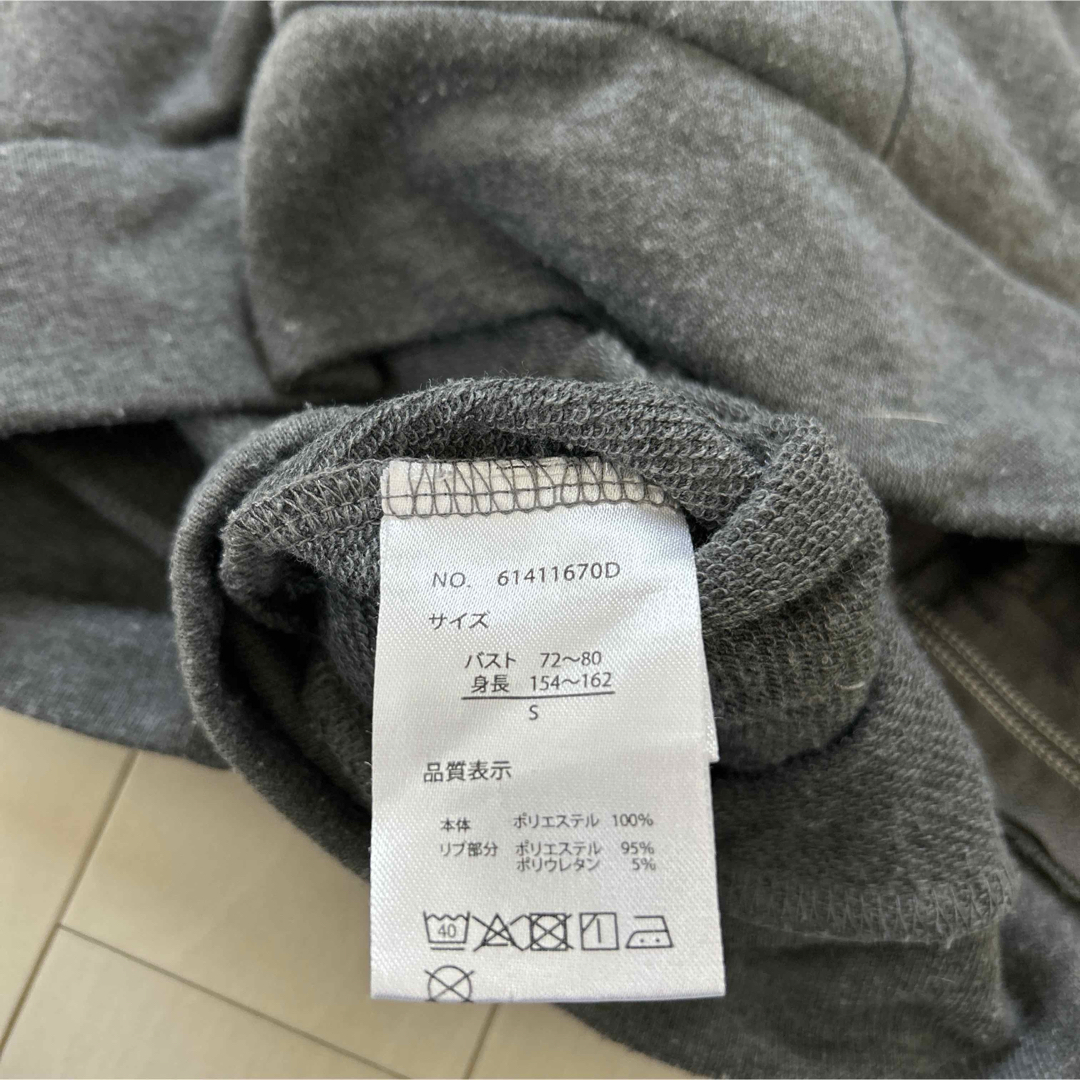 NO. 61411670D
サイズ
バスト 72～80
身長 154～162
S
品質表示
本体 ポリエステル 100%
リブ部分 ポリエステル 95%
ポリウレタン 5%
40